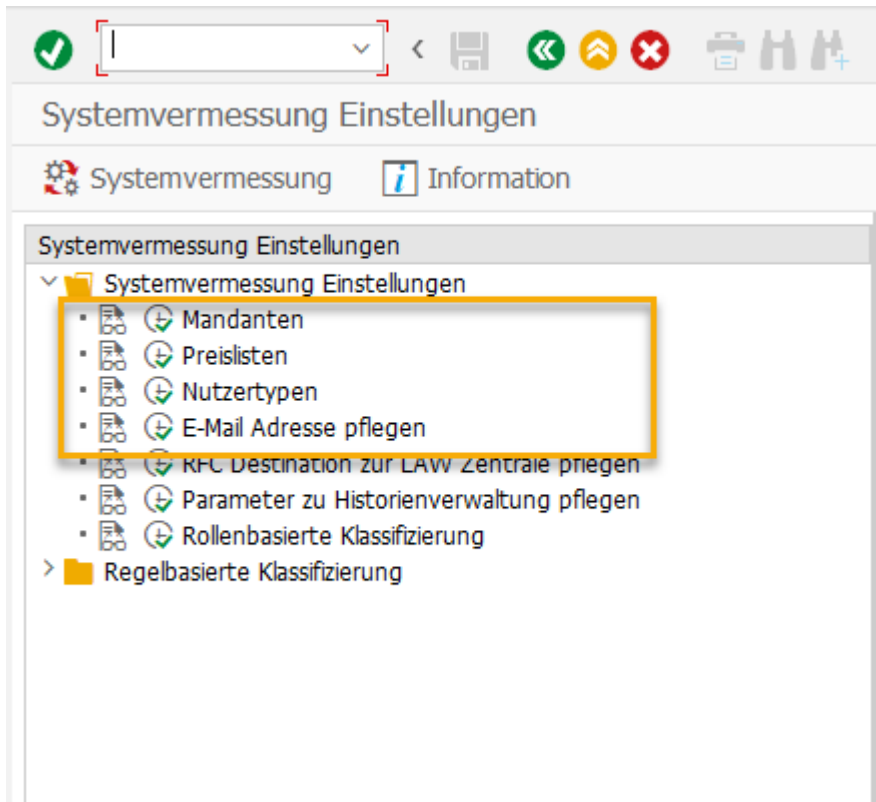 Systemvermessung Einstellungen
Systemvermessung Information
Systemvermessung Einstellungen
Systemvermessung Einstellungen
Mandanten
Preislisten
Nutzertypen
E-Mail Adresse pflegen
RFC Destination zur LAW Zentrale pflegen
Parameter zu Historienverwaltung pflegen
Rollenbasierte Klassifizierung
Regelbasierte Klassifizierung